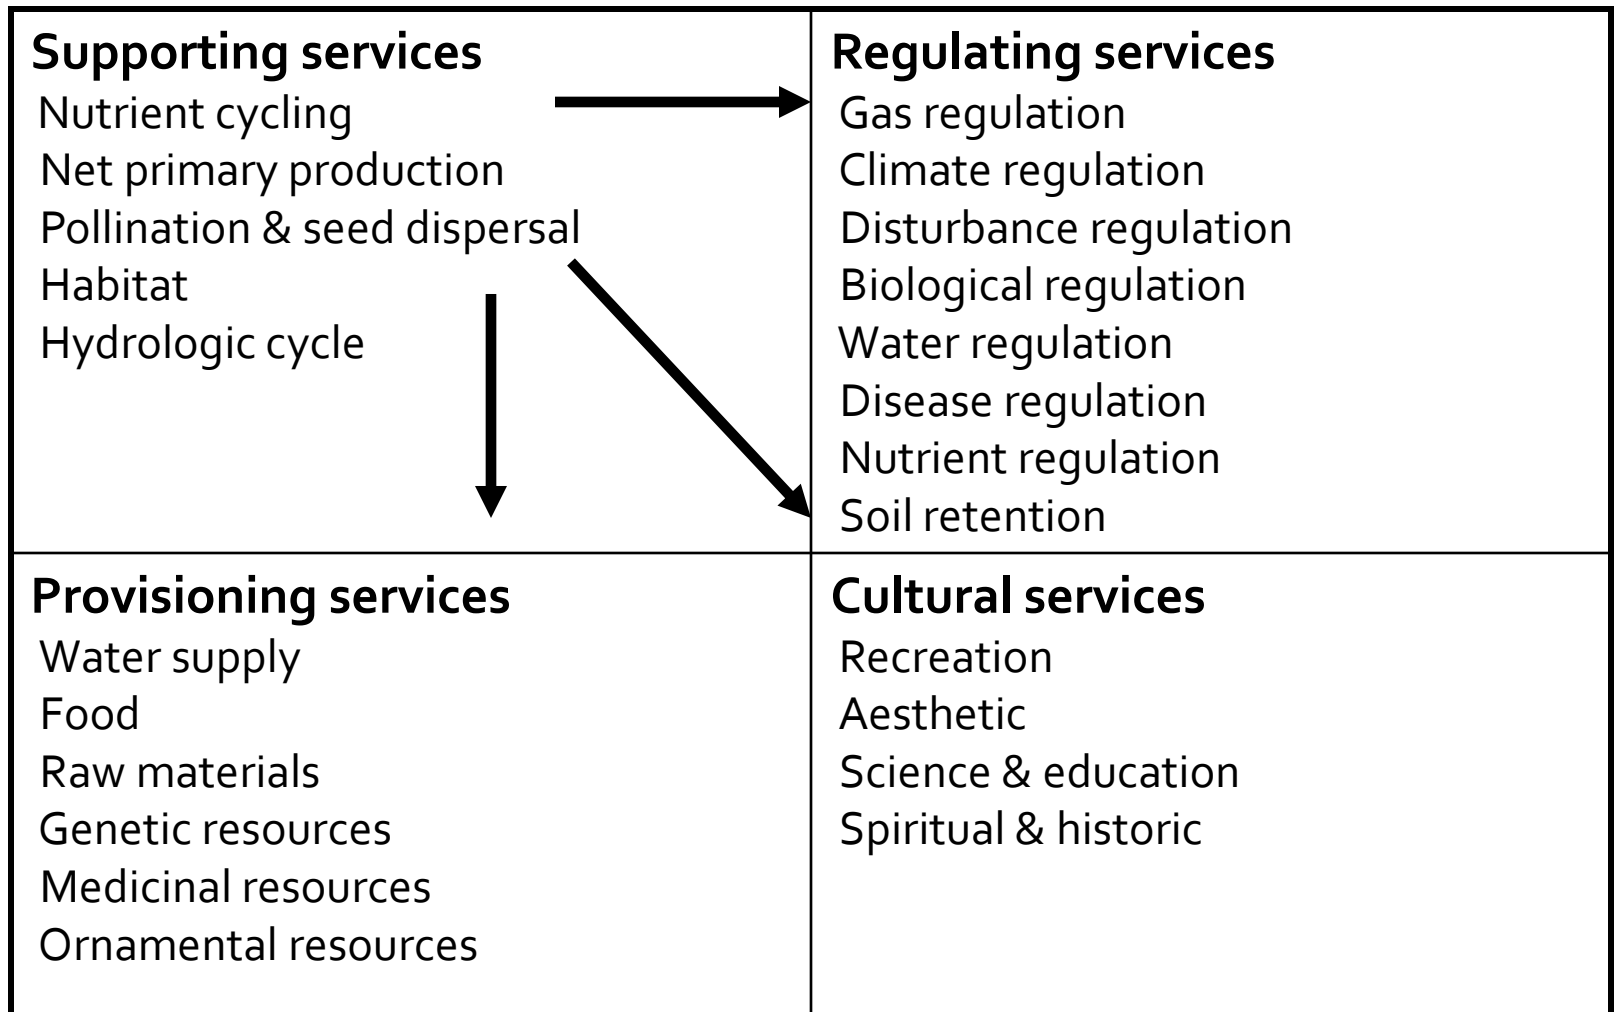 Supporting services
Nutrient cycling
Net primary production
Pollination & seed dispersal
Habitat
Hydrologic cycle
Regulating services
Gas regulation
Climate regulation
Disturbance regulation
Biological regulation
Water regulation
Disease regulation
Nutrient regulation
Soil retention
Provisioning services
Water supply
Food
Raw materials
Genetic resources
Medicinal resources
Ornamental resources
Cultural services
Recreation
Aesthetic
Science & education
Spiritual & historic